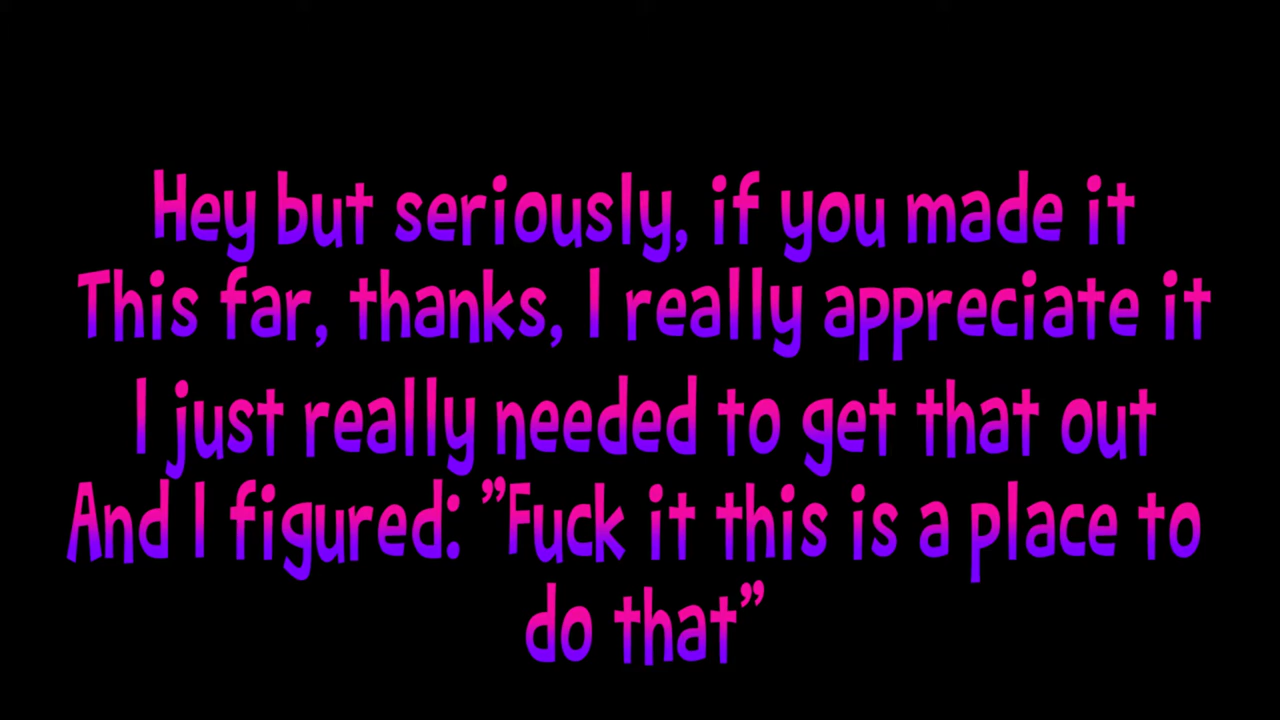 Hey but seriously, if you made it
This far, thanks, I really appreciate it
I just really needed to get that out
And I figured: ”Fuck it this is a place to
do that”